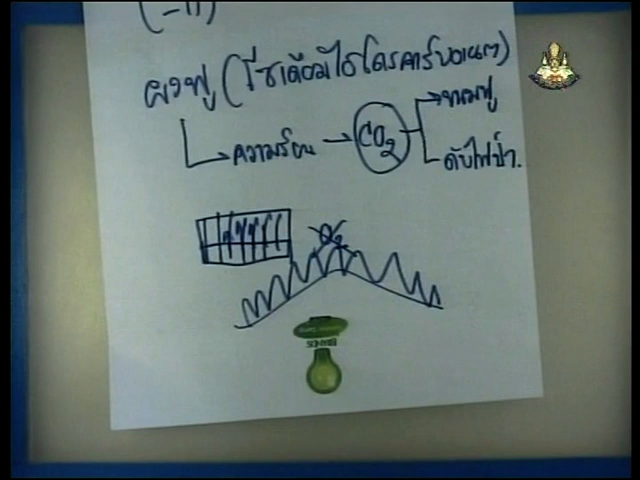 ผงฟู (โซเดียมไฮโดรคาร์บอเนต)
ความร้อน → CO₂ → ขนมฟู
ดับไฟป่า.
O₂